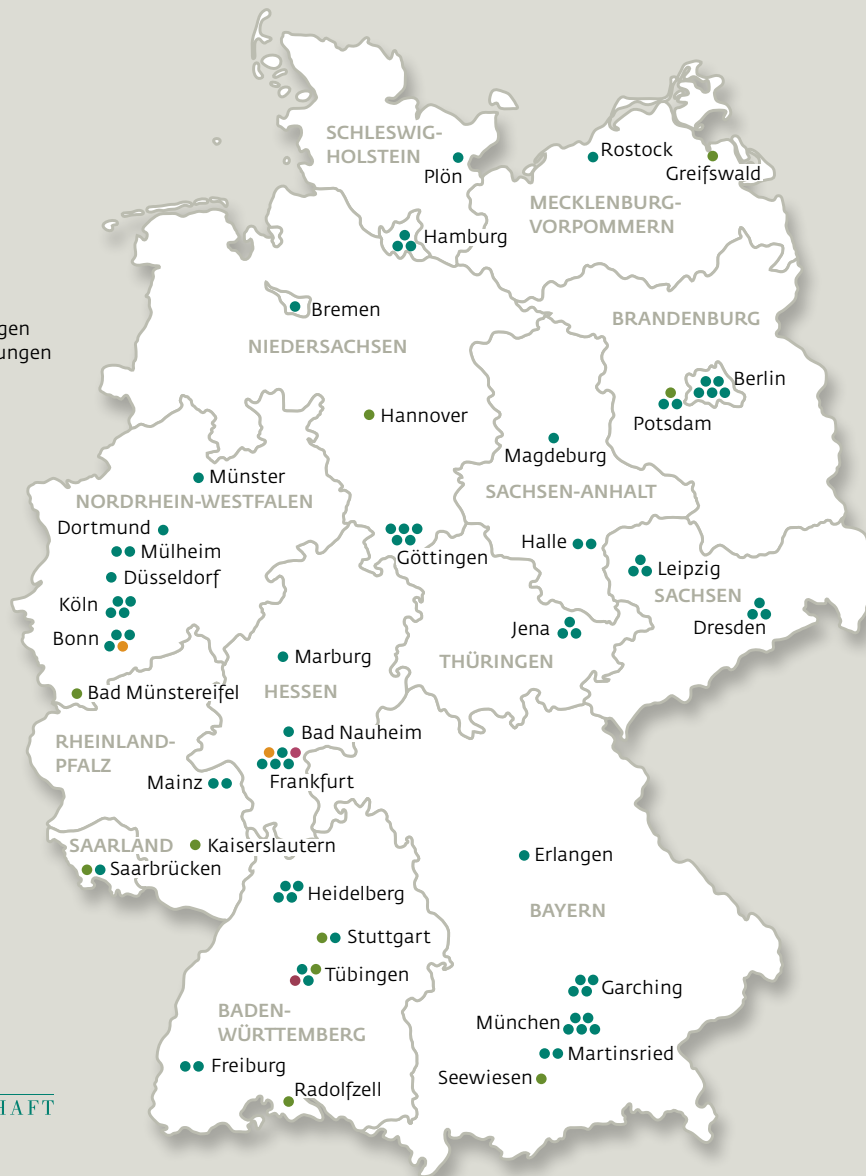 SCHLESWIG-
HOLSTEIN
Plön
Rostock
Greifswald
MECKLENBURG-
VORPOMMERN
Hamburg
Bremen
NIEDERSACHSEN
BRANDENBURG
Berlin
Potsdam
Hannover
Magdeburg
SACHSEN-ANHALT
Münster
NORDRHEIN-WESTFALEN
Dortmund
Mülheim
Düsseldorf
Köln
Bonn
Göttingen
Halle
Leipzig
SACHSEN
Dresden
Jena
THÜRINGEN
Marburg
HESSEN
Bad Münstereifel
Bad Nauheim
RHEINLAND-
PFALZ
Mainz
Frankfurt
SAARLAND
Kaiserslautern
Saarbrücken
Erlangen
Heidelberg
BAYERN
Stuttgart
Tübingen
Garching
BADEN-
WÜRTTEMBERG
München
Martinsried
Freiburg
Seewiesen
Radolfzell
gen
ungen
HAFT